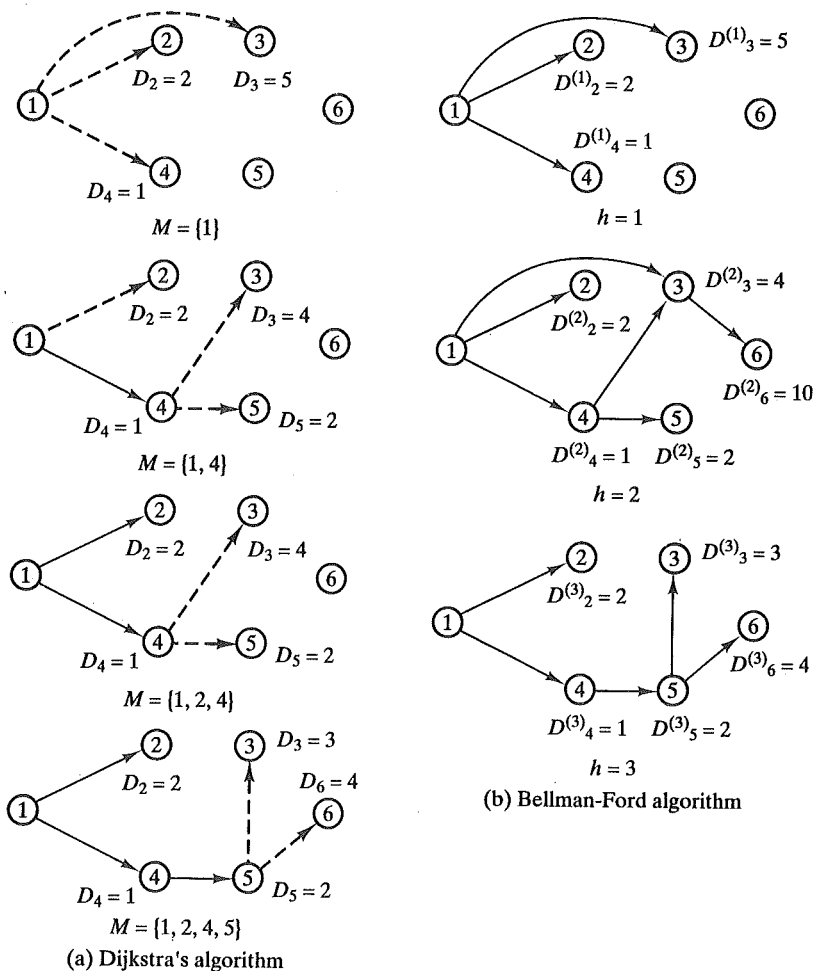 1
2
3
4
5
6
D₂ = 2
D₃ = 5
D₄ = 1
M = {1}
1
2
3
4
5
6
D₂ = 2
D₃ = 4
D₄ = 1
D₅ = 2
M = {1, 4}
1
2
3
4
5
6
D₂ = 2
D₃ = 4
D₄ = 1
D₅ = 2
M = {1, 2, 4}
1
2
3
4
5
6
D₂ = 2
D₃ = 3
D₆ = 4
D₄ = 1
D₅ = 2
M = {1, 2, 4, 5}
(a) Dijkstra's algorithm
1
2
3
4
5
6
D⁽¹⁾₃ = 5
D⁽¹⁾₂ = 2
D⁽¹⁾₄ = 1
h = 1
1
2
3
4
5
6
D⁽²⁾₃ = 4
D⁽²⁾₂ = 2
D⁽²⁾₆ = 10
D⁽²⁾₄ = 1
D⁽²⁾₅ = 2
h = 2
1
2
3
4
5
6
D⁽³⁾₃ = 3
D⁽³⁾₂ = 2
D⁽³⁾₆ = 4
D⁽³⁾₄ = 1
D⁽³⁾₅ = 2
h = 3
(b) Bellman-Ford algorithm